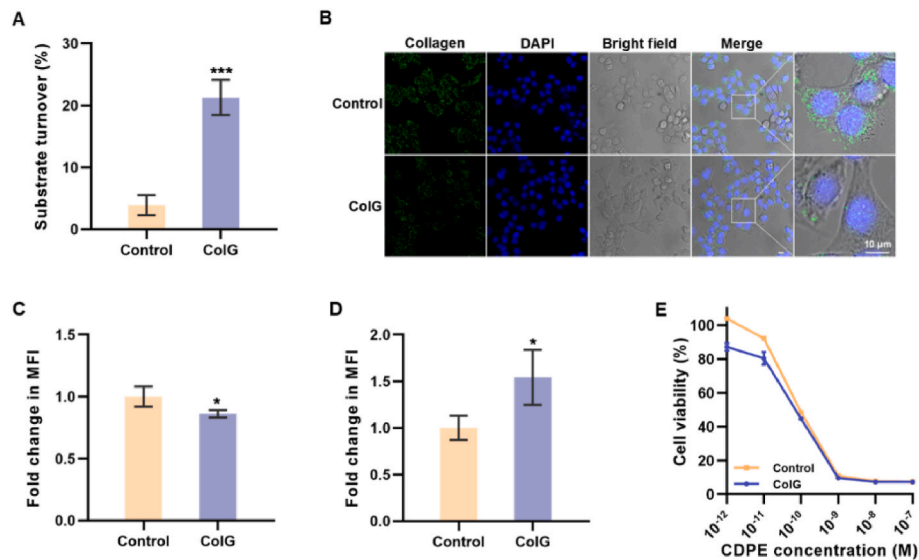 A
Substrate turnover (%)
30
20
10
0
***
Control
ColG
B
Collagen
DAPI
Bright field
Merge
Control
ColG
10 μm
C
Fold change in MFI
1.5
1.0
0.5
0.0
*
Control
ColG
D
Fold change in MFI
2.0
1.5
1.0
0.5
0.0
*
Control
ColG
E
Cell viability (%)
100
80
60
40
20
0
Control
ColG
10⁻¹²
10⁻¹¹
10⁻¹⁰
10⁻⁹
10⁻⁸
10⁻⁷
CDPE concentration (M)